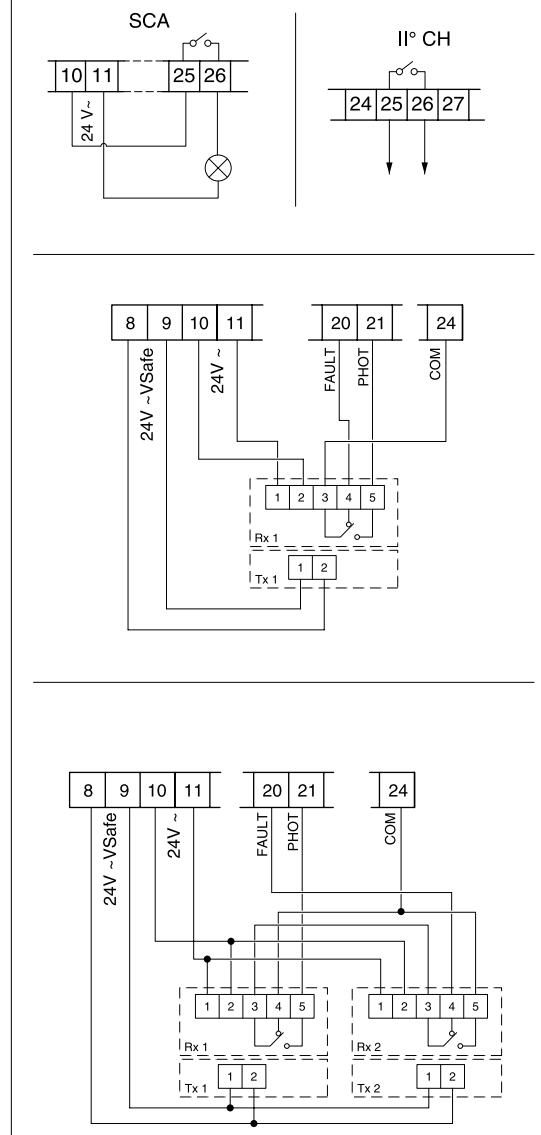 SCA
10 11 25 26
24 V~
II° CH
24 25 26 27
8 9 10 11 20 21 24
24V ~VSafe
24V ~
FAULT
PHOT
COM
1 2 3 4 5
Rx 1
1 2
Tx 1
8 9 10 11 20 21 24
24V ~VSafe
24V ~
FAULT
PHOT
COM
1 2 3 4 5 1 2 3 4 5
Rx 1 Rx 2
1 2 1 2
Tx 1 Tx 2